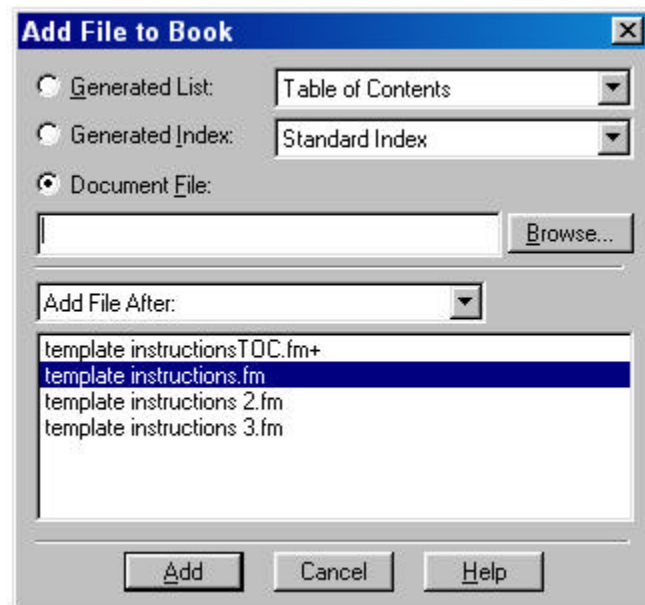 Add File to Book
Generated List: Table of Contents
Generated Index: Standard Index
Document File:
Browse...
Add File After:
template instructionsTOC.fm+
template instructions.fm
template instructions 2.fm
template instructions 3.fm
Add Cancel Help